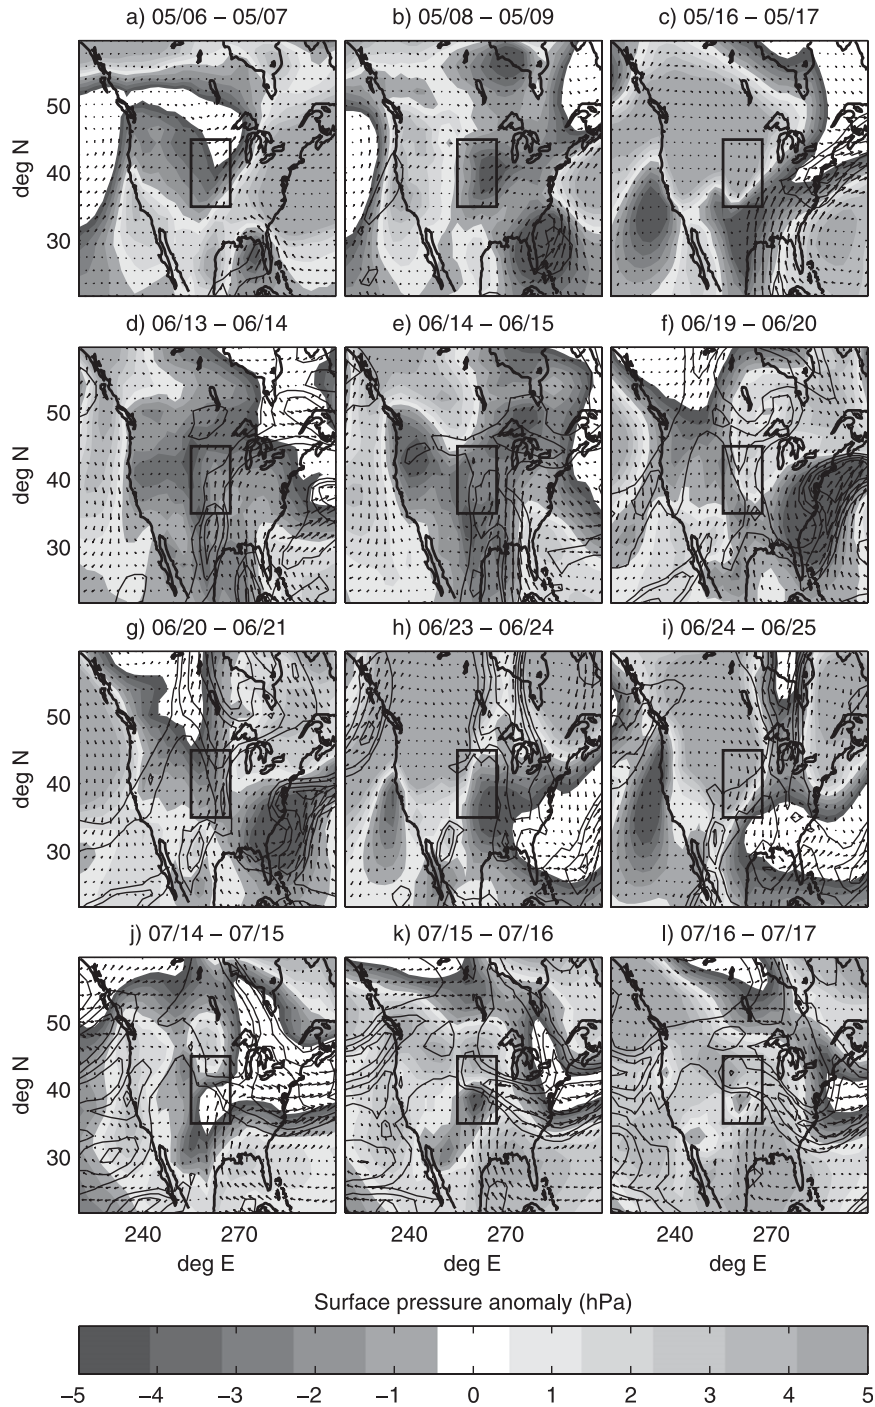 a) 05/06 – 05/07
b) 05/08 – 05/09
c) 05/16 – 05/17
deg N
50
40
30
d) 06/13 – 06/14
e) 06/14 – 06/15
f) 06/19 – 06/20
deg N
50
40
30
g) 06/20 – 06/21
h) 06/23 – 06/24
i) 06/24 – 06/25
deg N
50
40
30
j) 07/14 – 07/15
k) 07/15 – 07/16
l) 07/16 – 07/17
deg N
50
40
30
240 270 240 270 240 270
deg E deg E deg E
Surface pressure anomaly (hPa)
−5 −4 −3 −2 −1 0 1 2 3 4 5